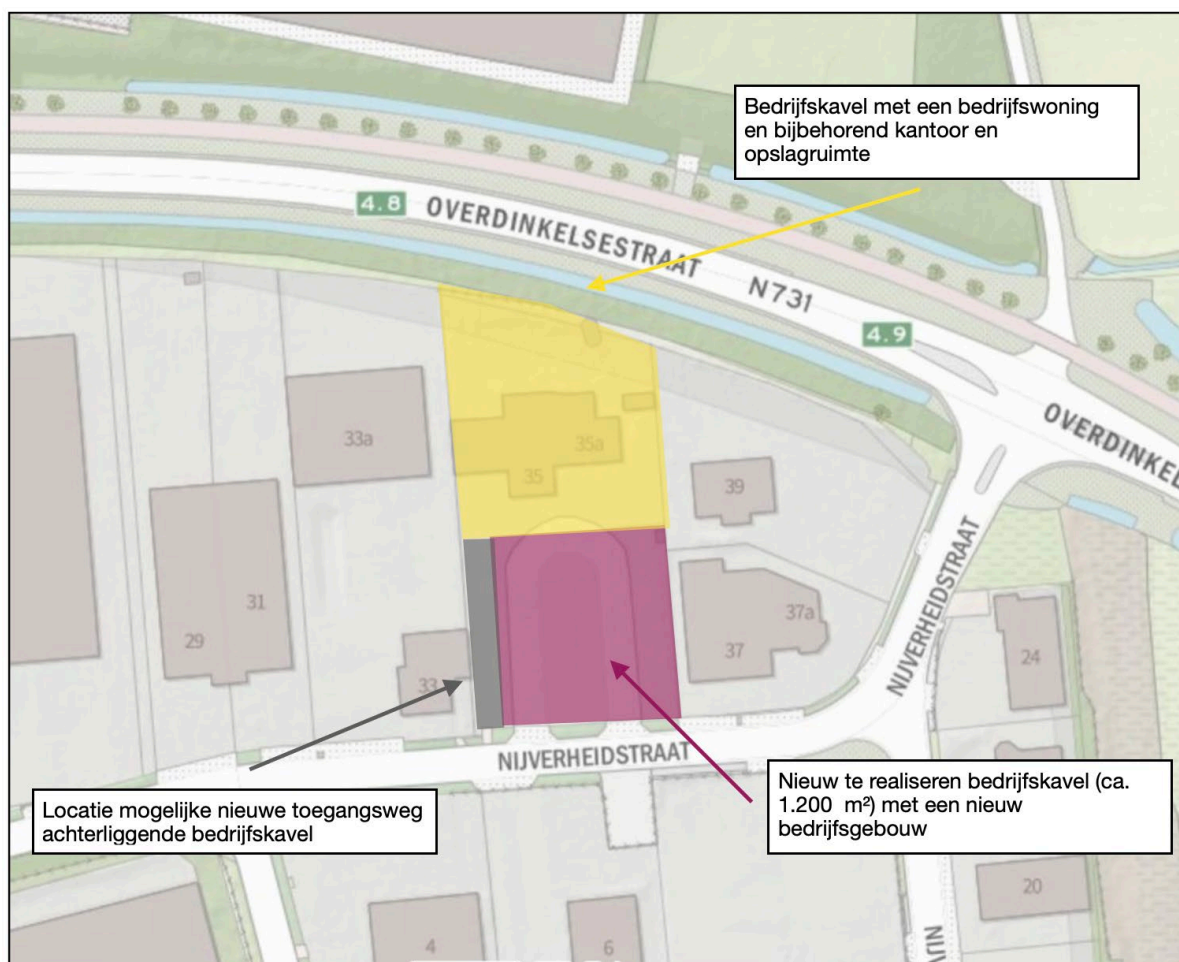 Bedrijfskavel met een bedrijfswoning
en bijbehorend kantoor en
opslagruimte
4.8
OVERDINKELSESTRAAT
N731
4.9
OVERDINKELS
33a
35a
35
39
31
29
33
37a
37
24
NIJVERHEIDSTRAAT
NIJVERHEIDSTRAAT
Locatie mogelijke nieuwe toegangsweg
achterliggende bedrijfskavel
Nieuw te realiseren bedrijfskavel (ca.
1.200 m²) met een nieuw
bedrijfsgebouw
20
4
6
NIJV